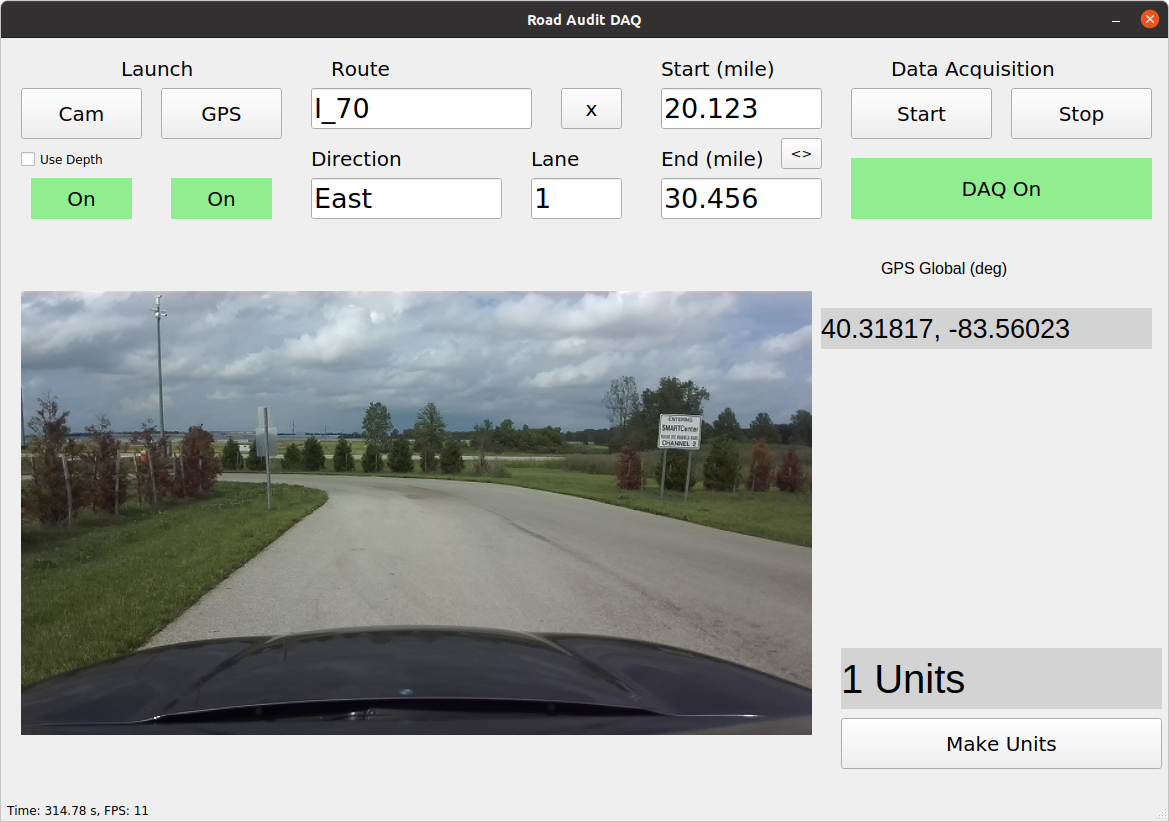 Road Audit DAQ
Launch
Route
Start (mile)
Data Acquisition
Cam
GPS
I_70
x
20.123
Start
Stop
Use Depth
Direction
Lane
End (mile)
<>
On
On
East
1
30.456
DAQ On
GPS Global (deg)
40.31817, -83.56023
ENTERING
SMARTCenter
CHANNEL 2
1 Units
Make Units
Time: 314.78 s, FPS: 11